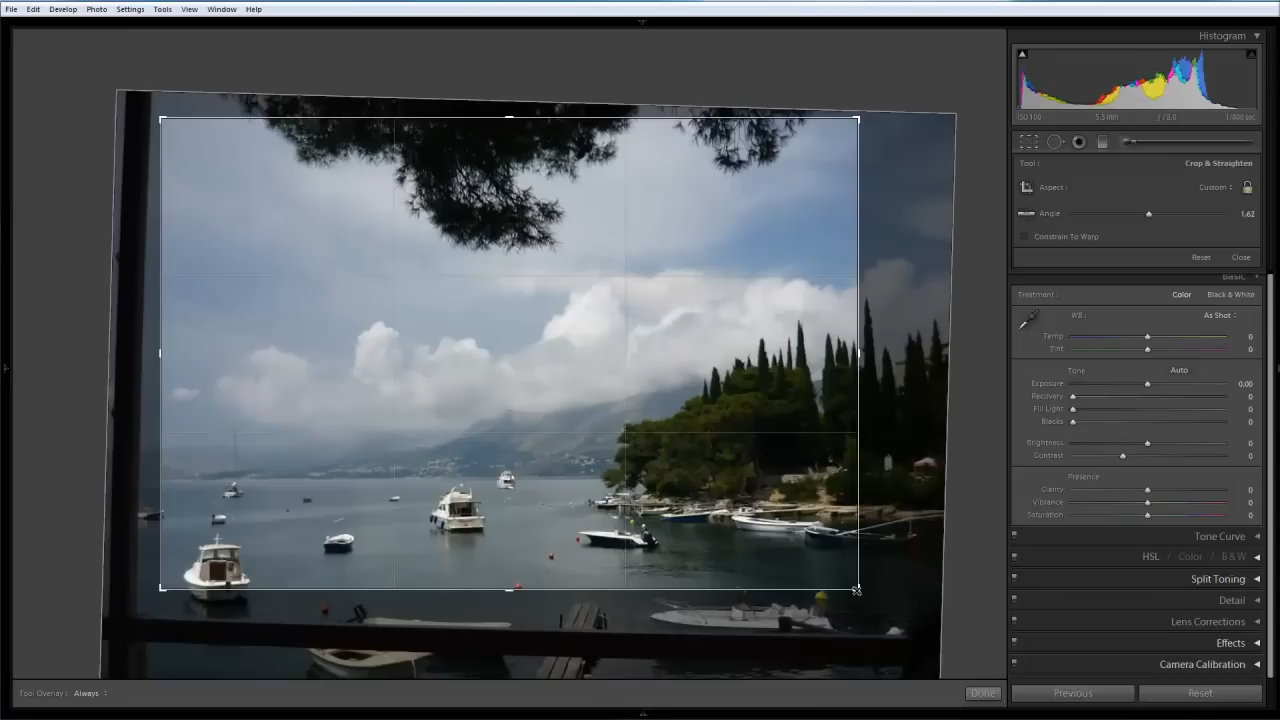 File Edit Develop Photo Settings Tools View Window Help
Histogram
ISO 100 5.5 mm ƒ / 8.0 1/400 sec
Tool : Crop & Straighten
Aspect : Custom
Angle 1.62
Constrain To Warp
Reset Close
Basic
Treatment : Color Black & White
WB : As Shot
Temp 0
Tint 0
Tone Auto
Exposure 0.00
Recovery 0
Fill Light 0
Blacks 0
Brightness 0
Contrast 0
Presence
Clarity 0
Vibrance 0
Saturation 0
Tone Curve
HSL / Color / B & W
Split Toning
Detail
Lens Corrections
Effects
Camera Calibration
Tool Overlay : Always Done Previous Reset